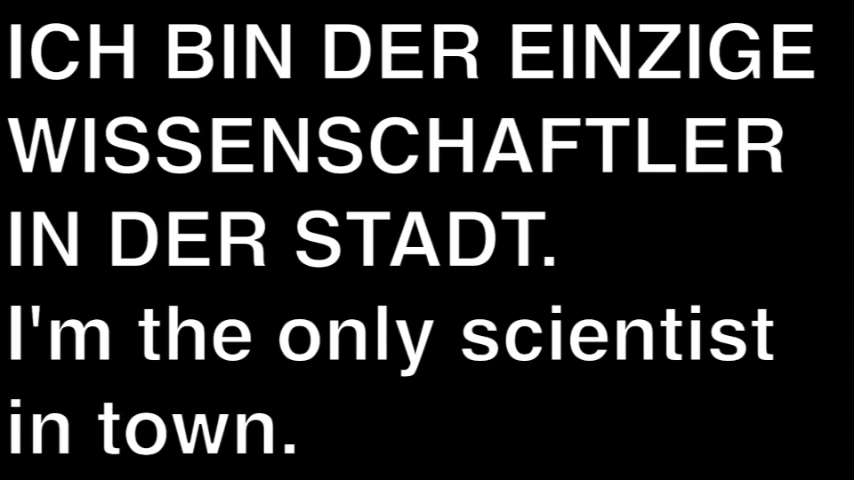 ICH BIN DER EINZIGE
WISSENSCHAFTLER
IN DER STADT.
I'm the only scientist
in town.